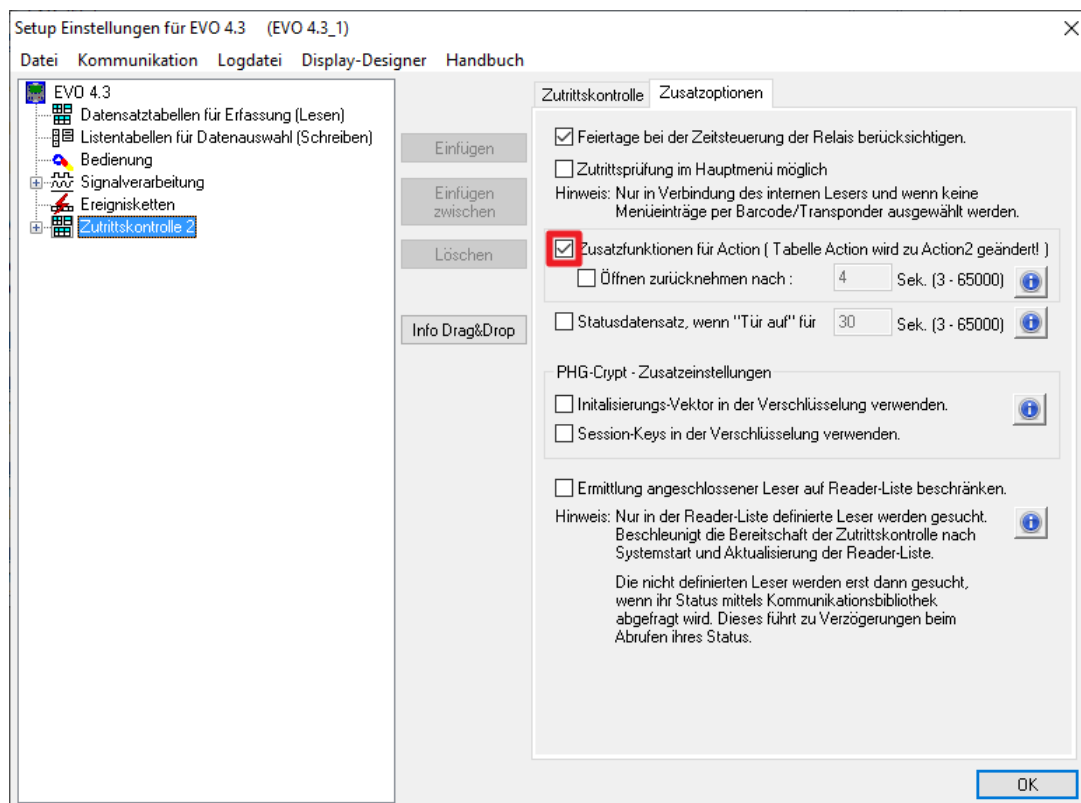 Setup Einstellungen für EVO 4.3 (EVO 4.3_1)
Datei Kommunikation Logdatei Display-Designer Handbuch
EVO 4.3
Datensatztabellen für Erfassung (Lesen)
Listentabellen für Datenauswahl (Schreiben)
Bedienung
Signalverarbeitung
Ereignisketten
Zutrittskontrolle 2
Einfügen
Einfügen
zwischen
Löschen
Info Drag&Drop
Zutrittskontrolle Zusatzoptionen
Feiertage bei der Zeitsteuerung der Relais berücksichtigen.
Zutrittsprüfung im Hauptmenü möglich
Hinweis: Nur in Verbindung des internen Lesers und wenn keine
Menüeinträge per Barcode/Transponder ausgewählt werden.
Zusatzfunktionen für Action ( Tabelle Action wird zu Action2 geändert! )
Öffnen zurücknehmen nach : 4 Sek. (3 - 65000)
Statusdatensatz, wenn "Tür auf" für 30 Sek. (3 - 65000)
PHG-Crypt - Zusatzeinstellungen
Initalisierungs-Vektor in der Verschlüsselung verwenden.
Session-Keys in der Verschlüsselung verwenden.
Ermittlung angeschlossener Leser auf Reader-Liste beschränken.
Hinweis: Nur in der Reader-Liste definierte Leser werden gesucht.
Beschleunigt die Bereitschaft der Zutrittskontrolle nach
Systemstart und Aktualisierung der Reader-Liste.
Die nicht definierten Leser werden erst dann gesucht,
wenn ihr Status mittels Kommunikationsbibliothek
abgefragt wird. Dieses führt zu Verzögerungen beim
Abrufen ihres Status.
OK